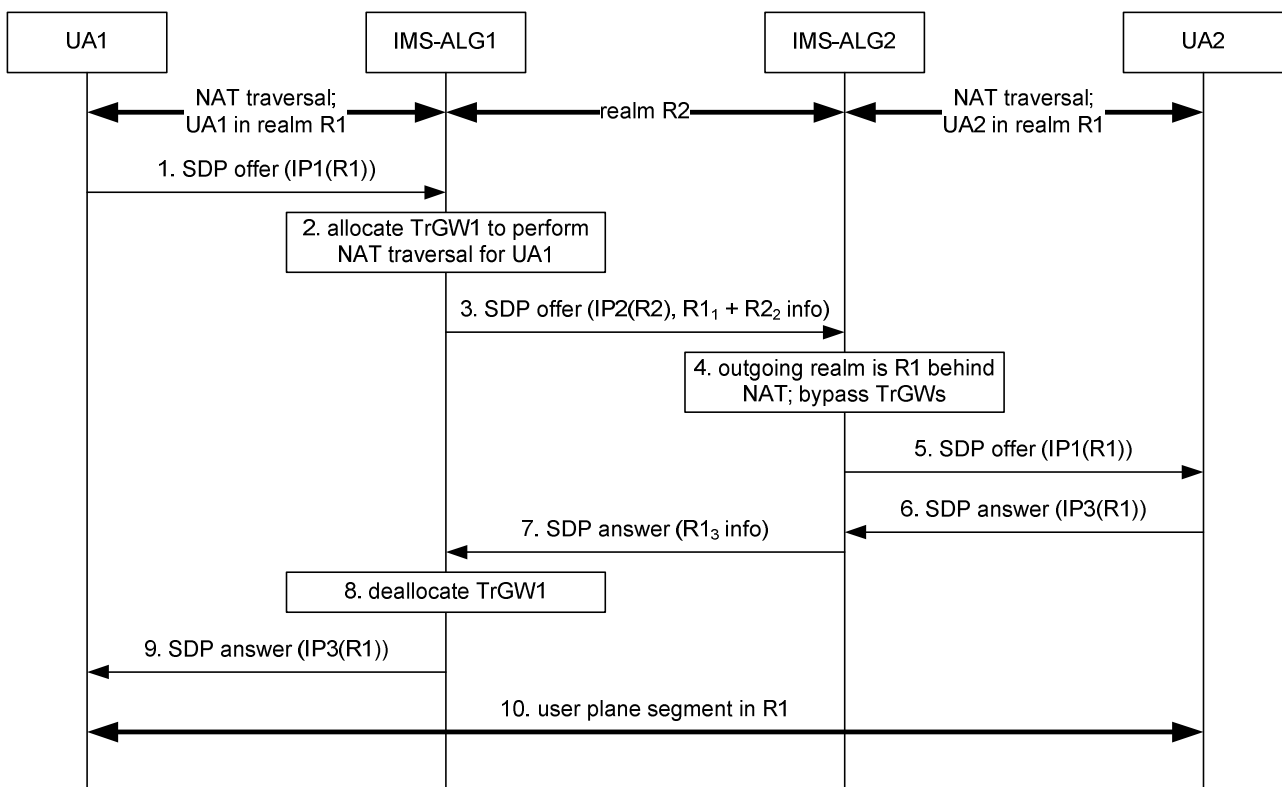 UA1
IMS-ALG1
IMS-ALG2
UA2
NAT traversal;
UA1 in realm R1
realm R2
NAT traversal;
UA2 in realm R1
1. SDP offer (IP1(R1))
2. allocate TrGW1 to perform
NAT traversal for UA1
3. SDP offer (IP2(R2), R1₁ + R2₂ info)
4. outgoing realm is R1 behind
NAT; bypass TrGWs
5. SDP offer (IP1(R1))
6. SDP answer (IP3(R1))
7. SDP answer (R1₃ info)
8. deallocate TrGW1
9. SDP answer (IP3(R1))
10. user plane segment in R1